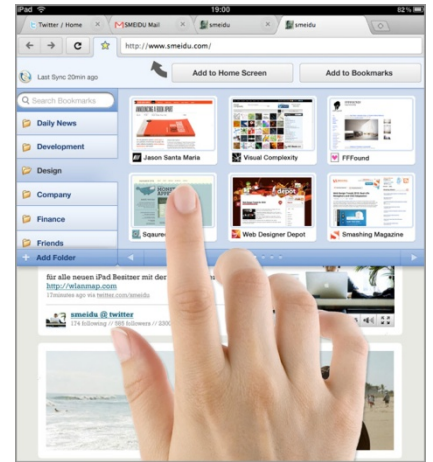 iPad 19:00 82%
Twitter / Home SMEIDU Mail smeidu smeidu
http://www.smeidu.com/
Last Sync 20min ago Add to Home Screen Add to Bookmarks
Search Bookmarks
Daily News
Development
Design
Company
Finance
Friends
Add Folder
Jason Santa Maris Visual Complexity FFFound
Sqaured Web Designer Depot Smashing Magazine
für alle neuen iPad Besitzer mit der
http://wlanmap.com
17minutes ago via twitter.com/smeidu
smeidu @ twitter
174 following // 568 followers //